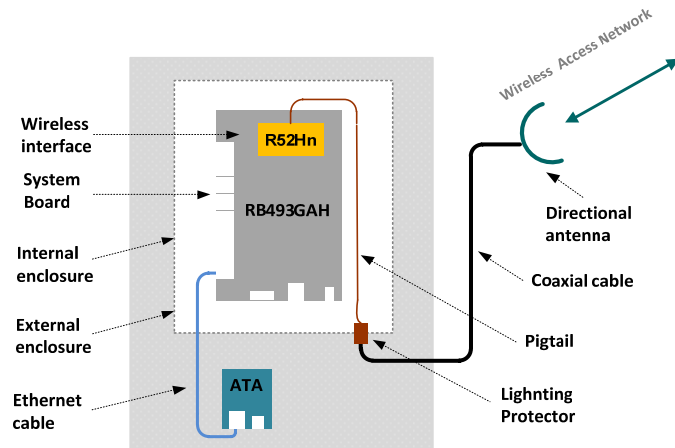 Wireless Access Network
Wireless
interface
R52Hn
System
Board
RB493GAH
Directional
antenna
Internal
enclosure
Coaxial cable
External
enclosure
Pigtail
ATA
Ethernet
cable
Lighnting
Protector